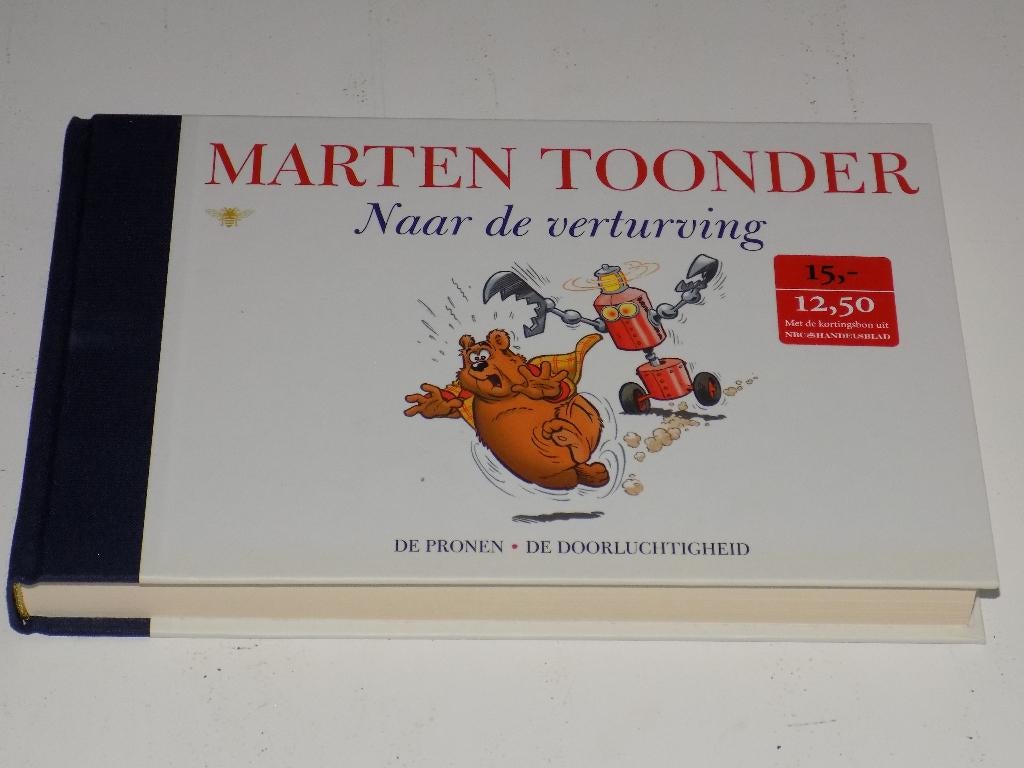 MARTEN TOONDER
Naar de verturving
15,-
12,50
Met de kortingsbon uit
NRC HANDELSBLAD
DE PRONEN • DE DOORLUCHTIGHEID